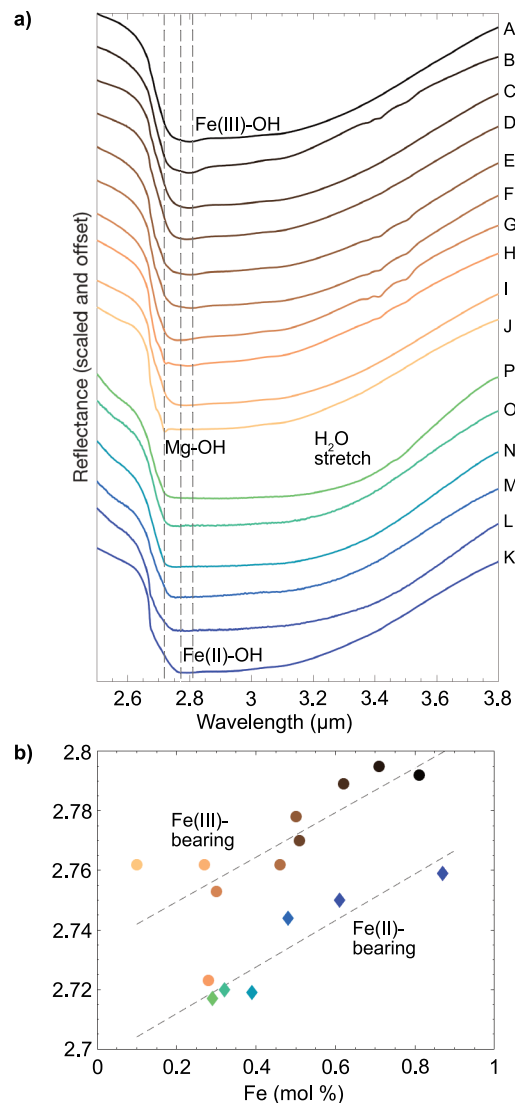 a)
A
B
C
D
E
F
G
H
I
J
P
O
N
M
L
K
Fe(III)-OH
Mg-OH
H2O
stretch
Fe(II)-OH
Reflectance (scaled and offset)
2.6 2.8 3 3.2 3.4 3.6 3.8
Wavelength (µm)
b)
2.8
2.78
2.76
2.74
2.72
2.7
Fe(III)-
bearing
Fe(II)-
bearing
0 0.2 0.4 0.6 0.8 1
Fe (mol %)